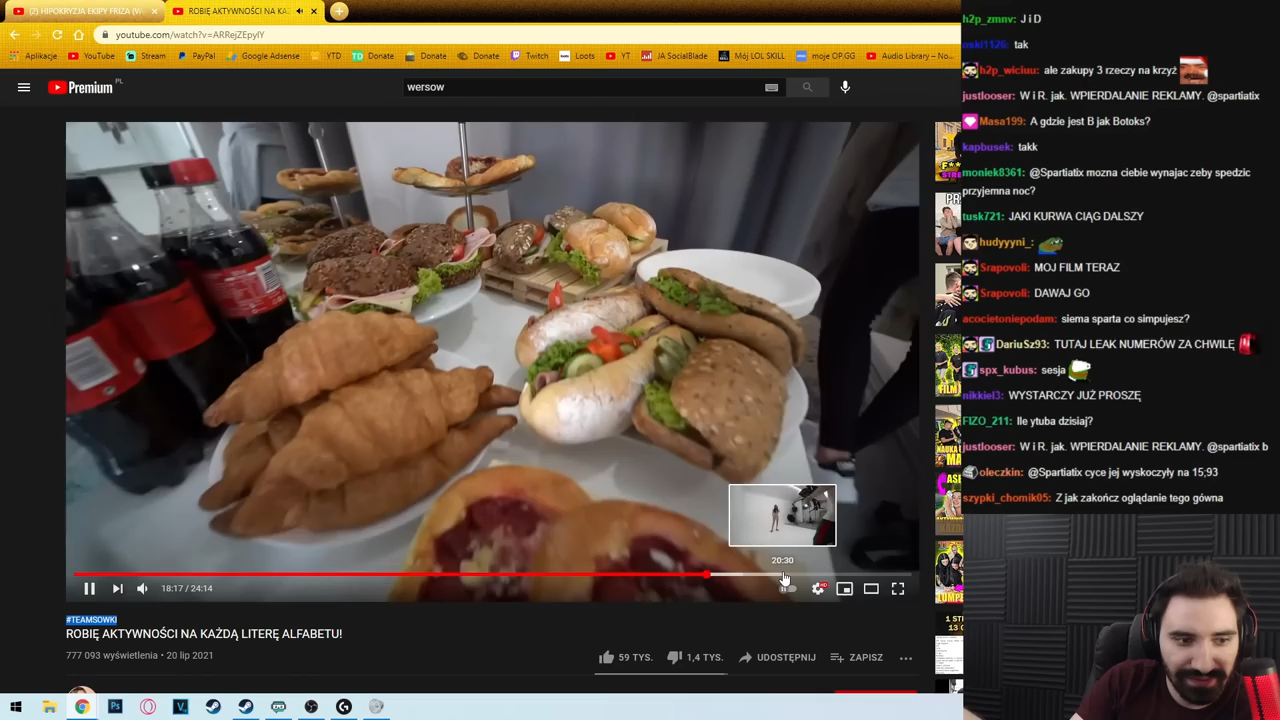 (2) HIPOKRYZJA EKIPY FRIZA (W
ROBIĘ AKTYWNOŚCI NA KA
youtube.com/watch?v=ARRejZEpylY
Aplikacje YouTube Stream PayPal Google Adsense YTD Donate Donate Donate Twitch Loots YT JA SocialBlade Mój LOL SKILL moje OP.GG Audio Library – No...
Premium PL
wersow
20:30
18:17 / 24:14
#TEAMSOWKI
ROBIĘ AKTYWNOŚCI NA KAŻDĄ LITERĘ ALFABETU!
777 093 wyświetlenia • 20 lip 2021
59 TYS. 1,4 TYS. UDOSTĘPNIJ ZAPISZ
h2p_zmnv: J i D
tak
h2p_wiciuu: ale zakupy 3 rzeczy na krzyż
justlooser: W i R. jak. WPIERDALANIE REKLAMY. @spartiatix
Masa199: A gdzie jest B jak Botoks?
kapbusek: takk
moniek8361: @Spartiatix mozna ciebie wynajac zeby spedzic
przyjemna noc?
tusk721: JAKI KURWA CIĄG DALSZY
hudyyyni_:
Srapovoli: MOJ FILM TERAZ
Srapovoli: DAWAJ GO
acocietoniepodam: siema sparta co simpujesz?
DariuSz93: TUTAJ LEAK NUMERÓW ZA CHWILĘ
spx_kubus: sesja
nikkiel3: WYSTARCZY JUŻ PROSZĘ
FIZO_211: Ile ytuba dzisiaj?
justlooser: W i R. jak. WPIERDALANIE REKLAMY. @spartiatix b
oleczkin: @Spartiatix cyce jej wyskoczyły na 15,93
szypki_chomik05: Z jak zakończ oglądanie tego gówna